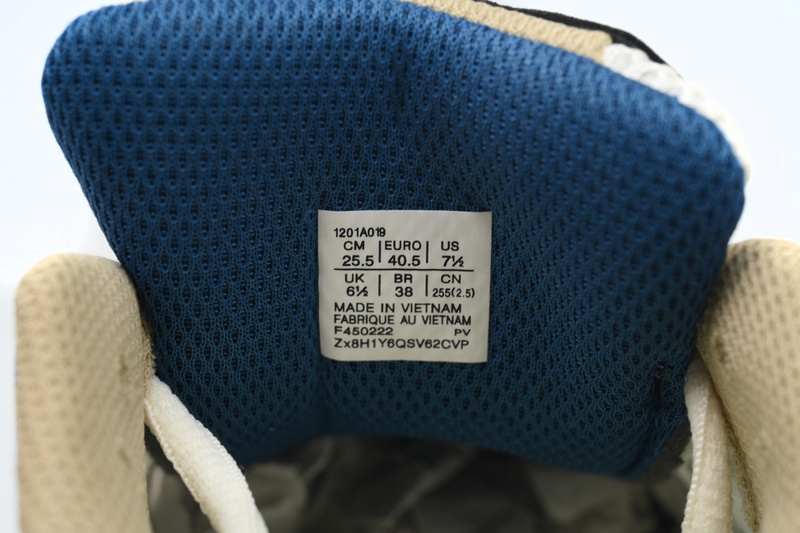 1201A019
CM | EURO | US
25.5 | 40.5 | 7½
UK | BR | CN
6½ | 38 | 255(2.5)
MADE IN VIETNAM
FABRIQUE AU VIETNAM
F450222 PV
Zx8H1Y6QSV62CVP